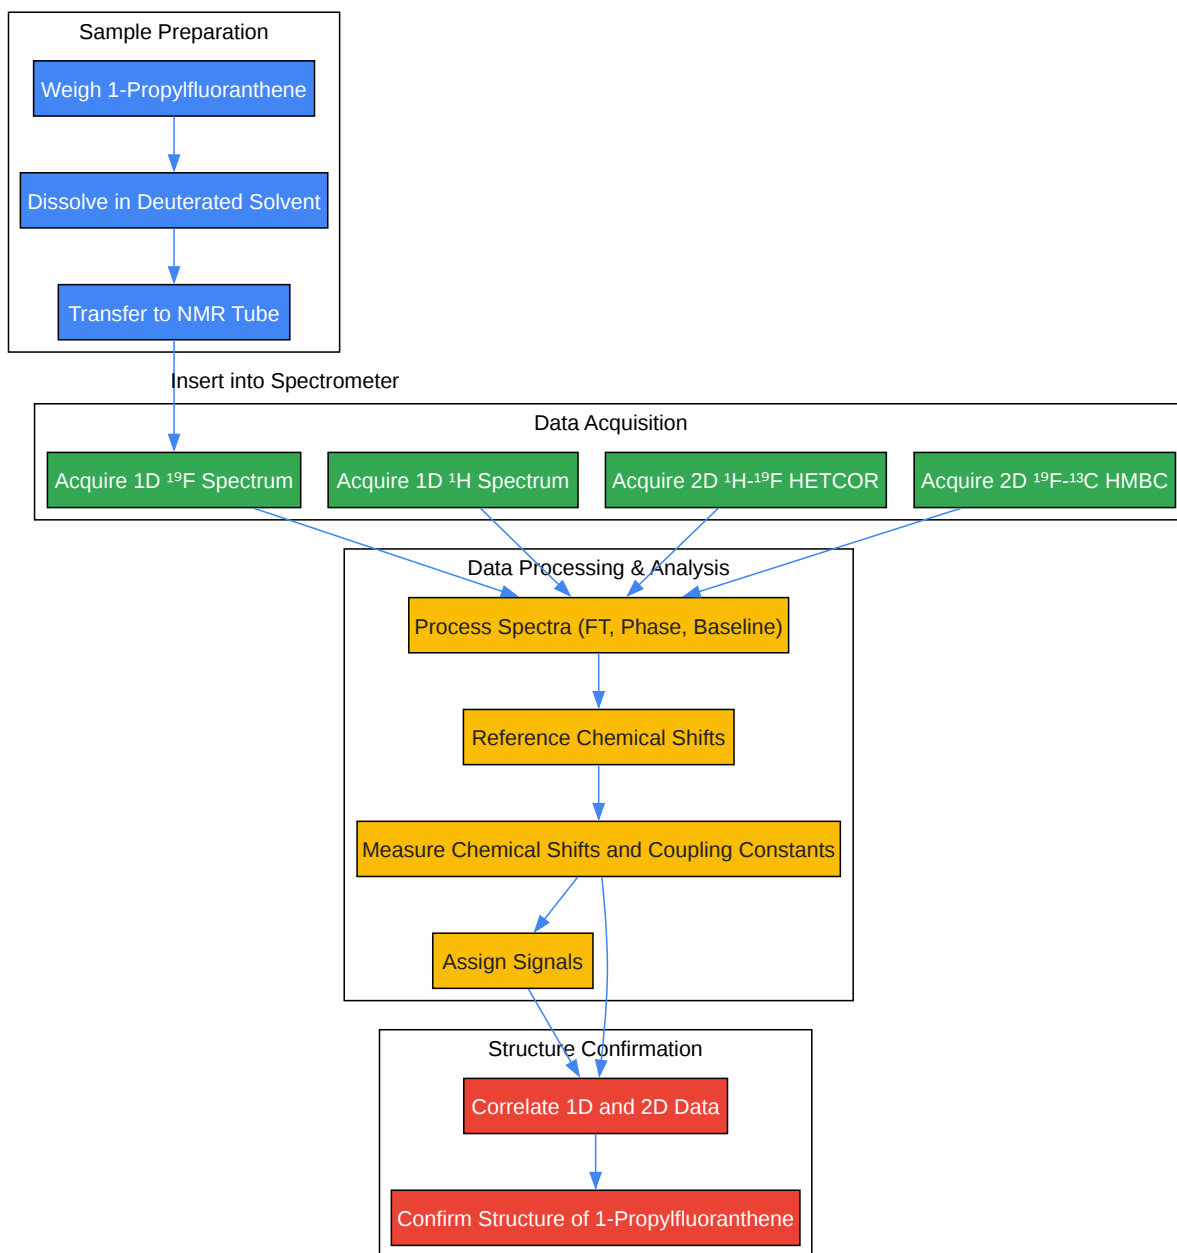 Sample Preparation
Weigh 1-Propylfluoranthene
Dissolve in Deuterated Solvent
Transfer to NMR Tube
Insert into Spectrometer
Data Acquisition
Acquire 1D ¹⁹F Spectrum
Acquire 1D ¹H Spectrum
Acquire 2D ¹H-¹⁹F HETCOR
Acquire 2D ¹⁹F-¹³C HMBC
Data Processing & Analysis
Process Spectra (FT, Phase, Baseline)
Reference Chemical Shifts
Measure Chemical Shifts and Coupling Constants
Assign Signals
Structure Confirmation
Correlate 1D and 2D Data
Confirm Structure of 1-Propylfluoranthene